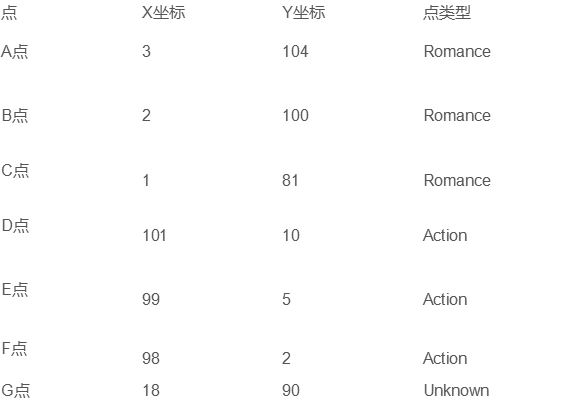 点 X坐标 Y坐标 点类型
A点 3 104 Romance
B点 2 100 Romance
C点 1 81 Romance
D点 101 10 Action
E点 99 5 Action
F点 98 2 Action
G点 18 90 Unknown